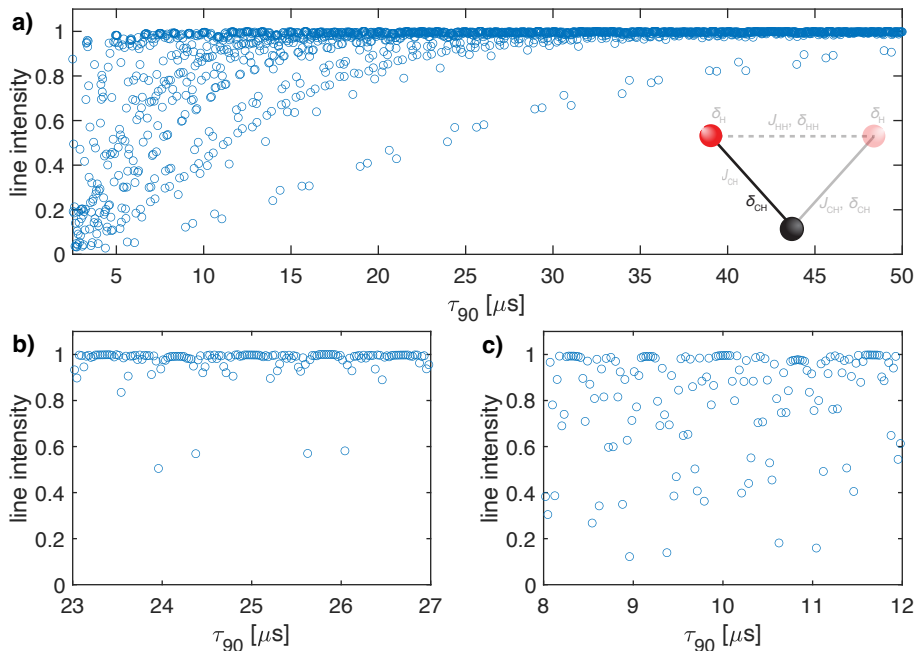 a)
line intensity
1
0.8
0.6
0.4
0.2
0
5 10 15 20 25 30 35 40 45 50
τ90 [μs]
δH JHH, δHH δH
JCH
δCH
JCH, δCH
b)
line intensity
1
0.8
0.6
0.4
0.2
0
23 24 25 26 27
τ90 [μs]
c)
line intensity
1
0.8
0.6
0.4
0.2
0
8 9 10 11 12
τ90 [μs]